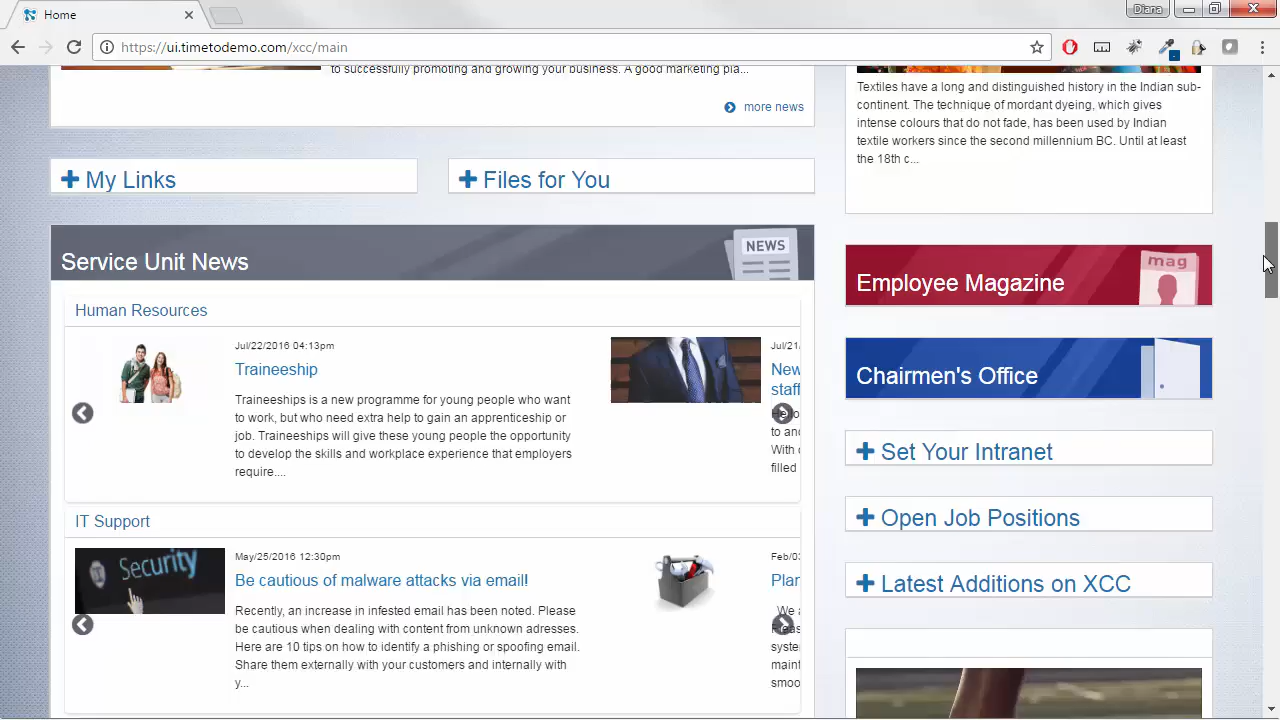 Home
Diana
https://ui.timetodemo.com/xcc/main
to successfully promoting and growing your business. A good marketing pla...
more news
My Links
Files for You
Service Unit News
NEWS
Human Resources
Jul/22/2016 04:13pm
Traineeship
Traineeships is a new programme for young people who want
to work, but who need extra help to gain an apprenticeship or
job. Traineeships will give these young people the opportunity
to develop the skills and workplace experience that employers
require....
Jul/21
New
staff
to an
With
filled
IT Support
Security
May/25/2016 12:30pm
Be cautious of malware attacks via email!
Recently, an increase in infested email has been noted. Please
be cautious when dealing with content from unknown adresses.
Here are 10 tips on how to identify a phishing or spoofing email.
Share them externally with your customers and internally with
y...
Feb/03
Plar
We a
syste
maint
smoo
Textiles have a long and distinguished history in the Indian sub-
continent. The technique of mordant dyeing, which gives
intense colours that do not fade, has been used by Indian
textile workers since the second millennium BC. Until at least
the 18th c...
Employee Magazine
mag
Chairmen's Office
Set Your Intranet
Open Job Positions
Latest Additions on XCC